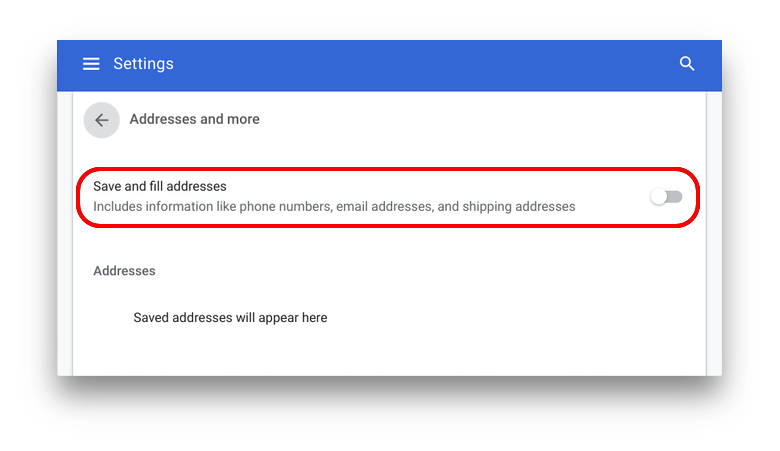 Settings
Addresses and more
Save and fill addresses
Includes information like phone numbers, email addresses, and shipping addresses
Addresses
Saved addresses will appear here